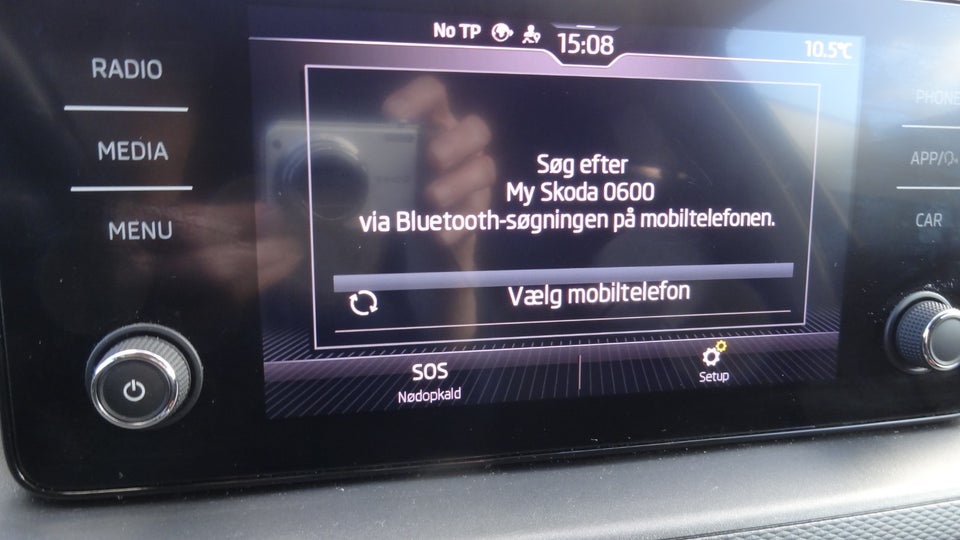 No TP
15:08
10.5°C
RADIO
MEDIA
MENU
PHONE
APP/
CAR
Søg efter
My Skoda 0600
via Bluetooth-søgningen på mobiltelefonen.
Vælg mobiltelefon
SOS
Nødopkald
Setup